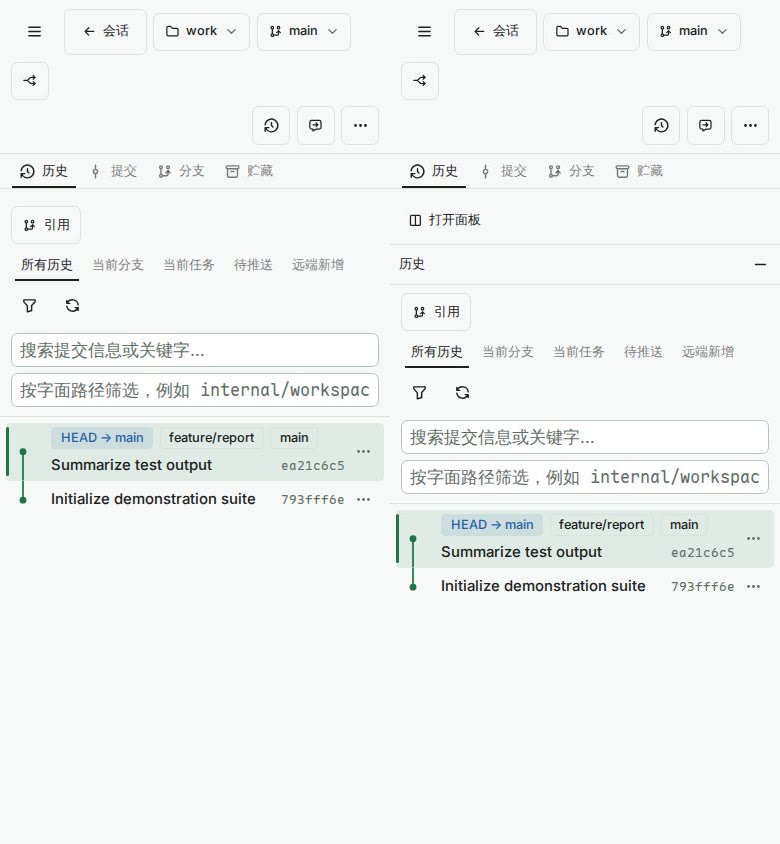 会话 work main
历史 提交 分支 贮藏
引用
所有历史 当前分支 当前任务 待推送 远端新增
搜索提交信息或关键字...
按字面路径筛选，例如 internal/workspac
HEAD → main feature/report main
Summarize test output ea21c6c5
Initialize demonstration suite 793fff6e
会话 work main
历史 提交 分支 贮藏
打开面板
历史
引用
所有历史 当前分支 当前任务 待推送 远端新增
搜索提交信息或关键字...
按字面路径筛选，例如 internal/workspac
HEAD → main feature/report main
Summarize test output ea21c6c5
Initialize demonstration suite 793fff6e